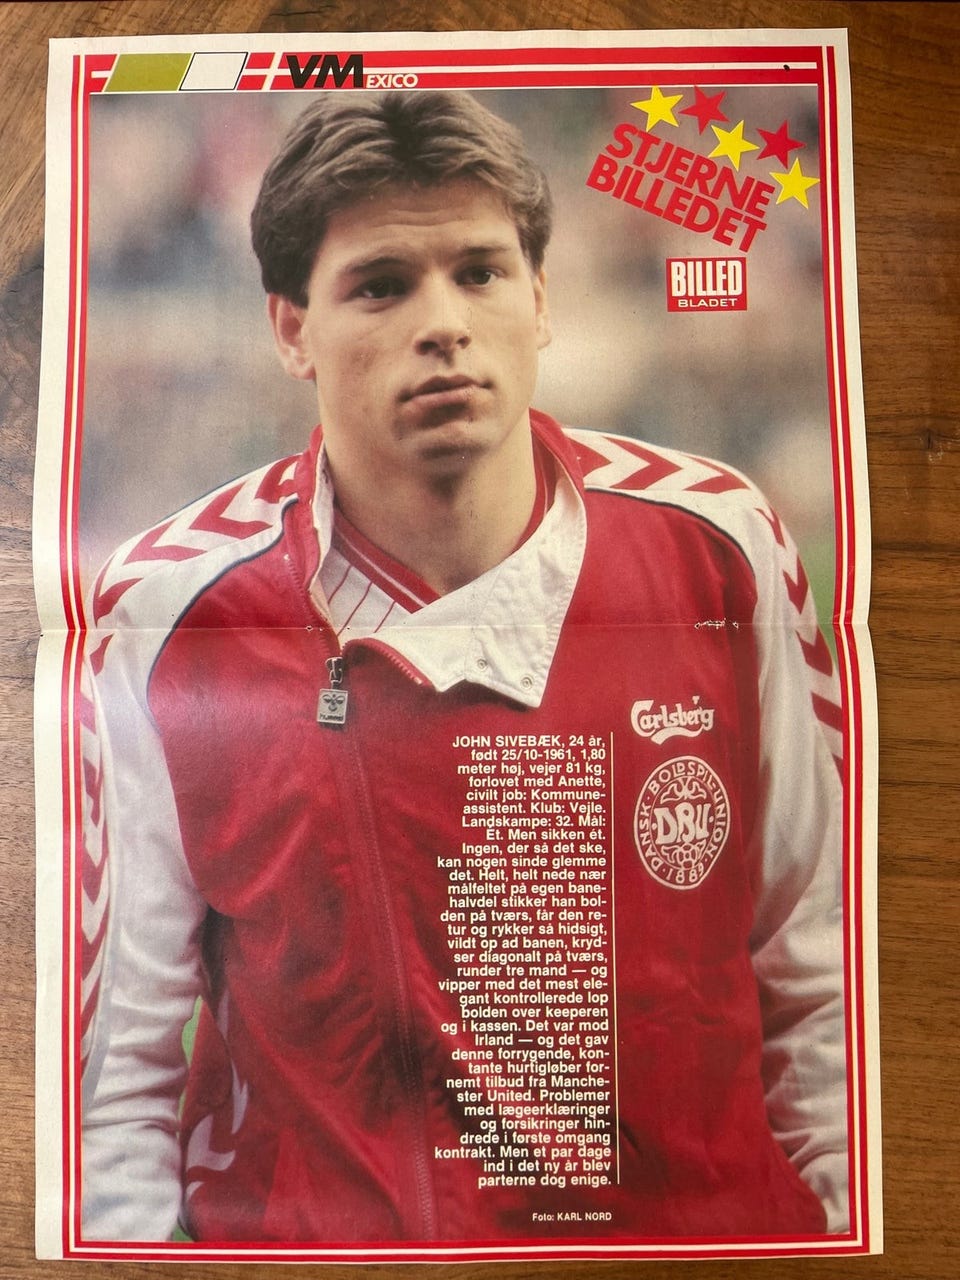 VMEXICO
STJERNE
BILLEDET
BILLED
BLADET
hummel
Carlsberg
DANSK · BOLDSPIL-UNION ·
DBU
1889
JOHN SIVEBÆK, 24 år,
født 25/10-1961, 1,80
meter høj, vejer 81 kg,
forlovet med Anette,
civilt job: Kommune-
assistent. Klub: Vejle.
Landskampe: 32. Mål:
Ét. Men sikken ét.
Ingen, der så det ske,
kan nogen sinde glemme
det. Helt, helt nede nær
målfeltet på egen bane-
halvdel stikker han bol-
den på tværs, får den re-
tur og rykker så hidsigt,
vildt op ad banen, kryd-
ser diagonalt på tværs,
runder tre mand — og
vipper med det mest ele-
gant kontrollerede lop
bolden over keeperen
og i kassen. Det var mod
Irland — og det gav
denne forrygende, kon-
tante hurtigløber for-
nemt tilbud fra Manche-
ster United. Problemer
med lægeerklæringer
og forsikringer hin-
drede i første omgang
kontrakt. Men et par dage
ind i det ny år blev
parterne dog enige.
Foto: KARL NORD